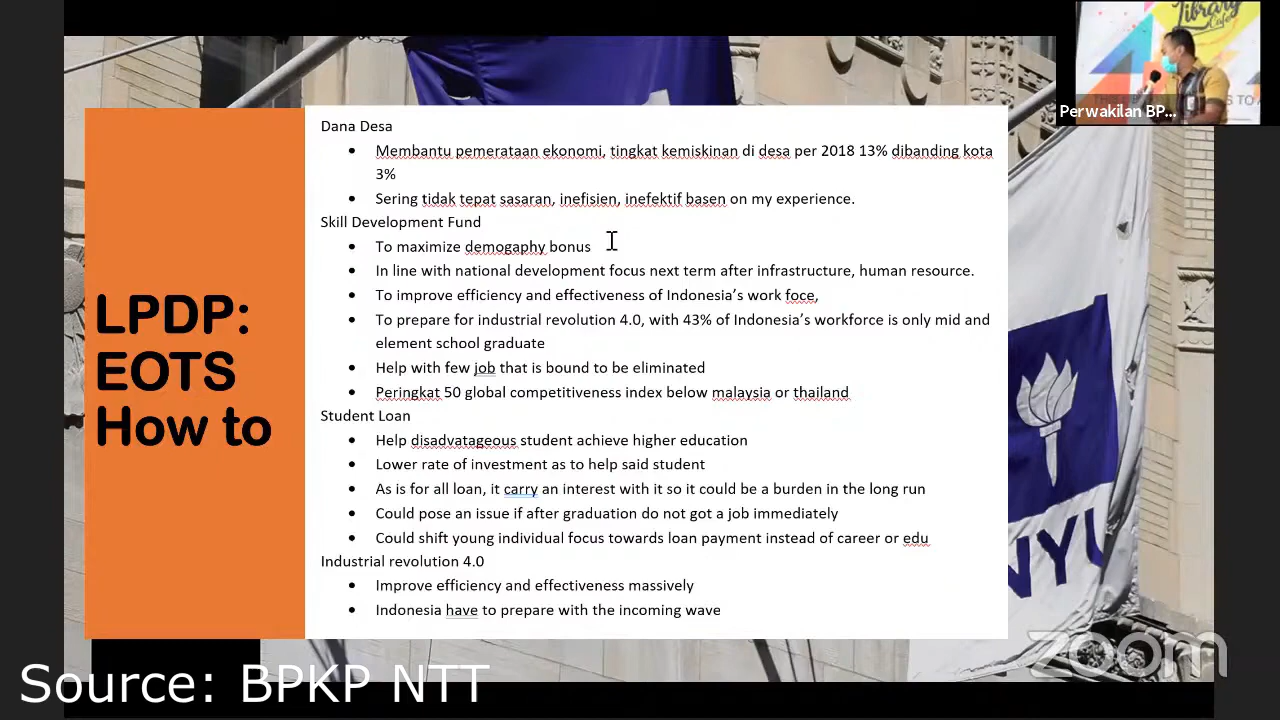 Library
Cafe
Perwakilan BP...
LPDP:
EOTS
How to
Dana Desa
• Membantu pemerataan ekonomi, tingkat kemiskinan di desa per 2018 13% dibanding kota
3%
• Sering tidak tepat sasaran, inefisien, inefektif basen on my experience.
Skill Development Fund
• To maximize demogaphy bonus
• In line with national development focus next term after infrastructure, human resource.
• To improve efficiency and effectiveness of Indonesia’s work foce,
• To prepare for industrial revolution 4.0, with 43% of Indonesia’s workforce is only mid and
element school graduate
• Help with few job that is bound to be eliminated
• Peringkat 50 global competitiveness index below malaysia or thailand
Student Loan
• Help disadvatageous student achieve higher education
• Lower rate of investment as to help said student
• As is for all loan, it carry an interest with it so it could be a burden in the long run
• Could pose an issue if after graduation do not got a job immediately
• Could shift young individual focus towards loan payment instead of career or edu
Industrial revolution 4.0
• Improve efficiency and effectiveness massively
• Indonesia have to prepare with the incoming wave
NYU
zoom
Source: BPKP NTT